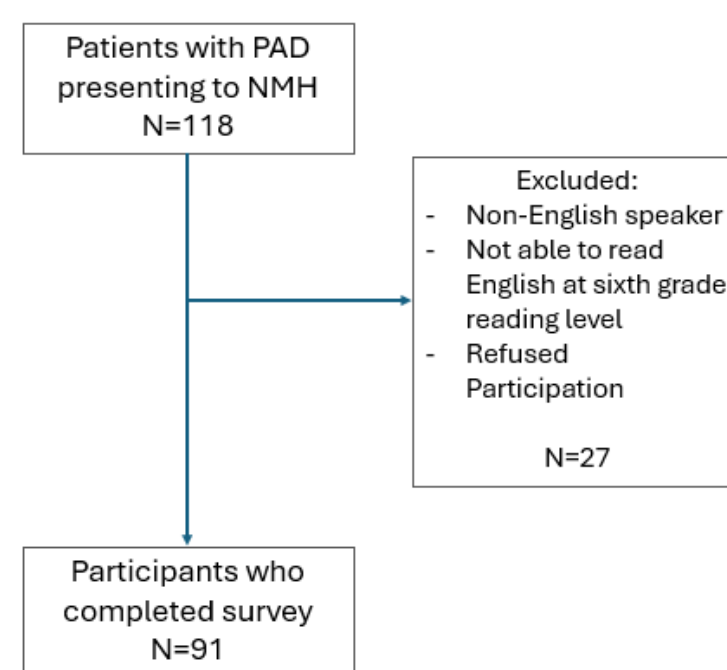 Patients with PAD
presenting to NMH
N=118
Excluded:
- Non-English speaker
- Not able to read
English at sixth grade
reading level
- Refused
Participation
N=27
Participants who
completed survey
N=91